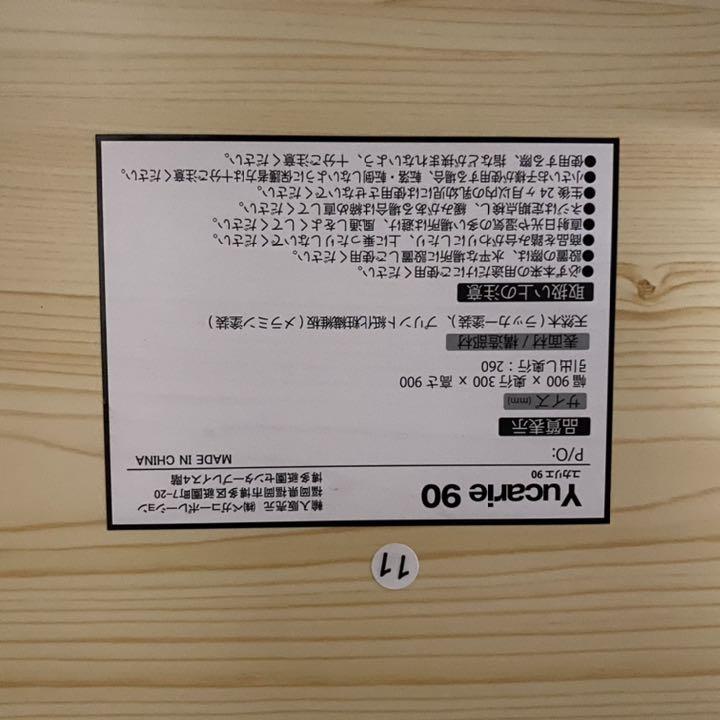 11
Yucarie 90
ユカリエ 90
輸入販売元 ㈱ベガコーポレーション
福岡県福岡市博多区祇園町7-20
博多祇園センタープレイス4階
P/O:
MADE IN CHINA
品質表示
サイズ (mm)
幅 900 × 奥行 300 × 高さ 900
引出し奥行:260
表面材 / 構造部材
天然木(ラッカー塗装)、プリント紙化粧繊維板(メラミン塗装)
取扱い上の注意
●必ず本来の用途だけにご使用ください。
●設置の際は、水平な場所に設置しご使用ください。
●商品を踏み台がわりにしたり、上に乗ったりしないでください。
●直射日光や湿気の多い場所は避け、風通しをよくしてください。
●ネジは定期点検し、緩みがある場合は締め直してください。
●生後 24 ヶ月以内の乳幼児には使用させないでください。
●小さいお子様が使用する場合、転落・転倒しないように保護者方は十分ご注意ください。
●使用する際、指などが挟まれないよう、十分ご注意ください。